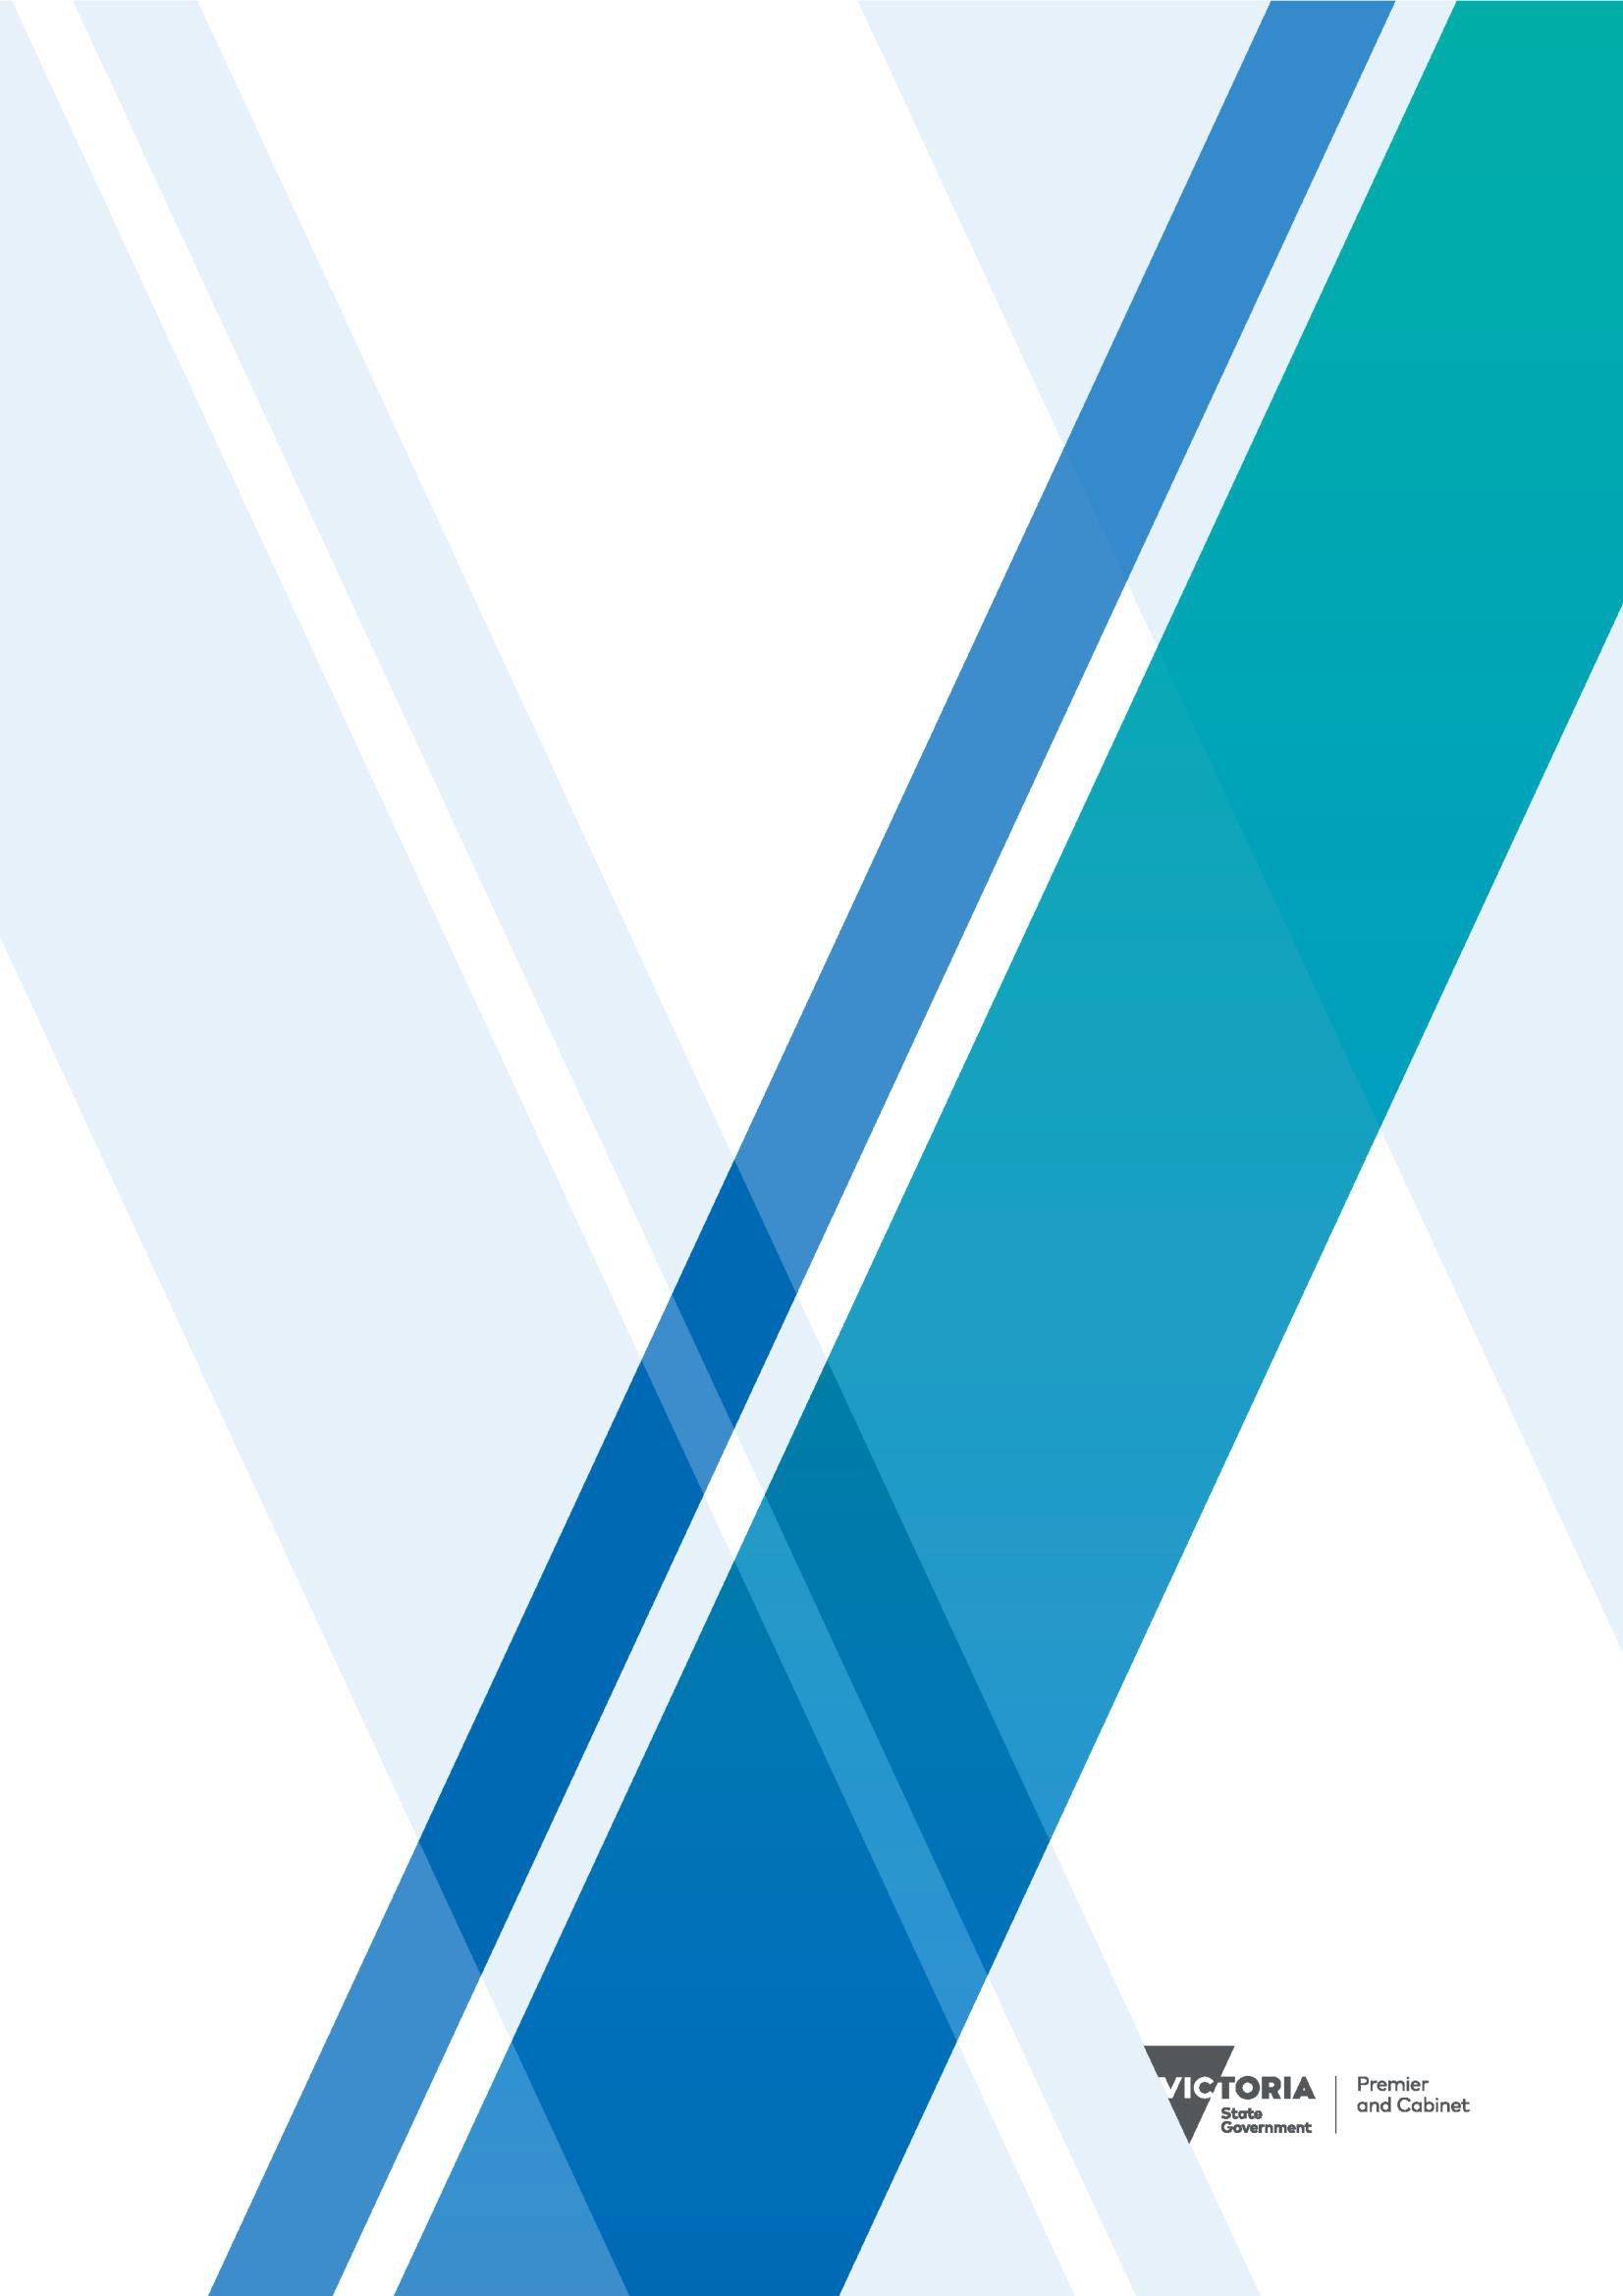 VICTORIA
State
Government
Premier
and Cabinet